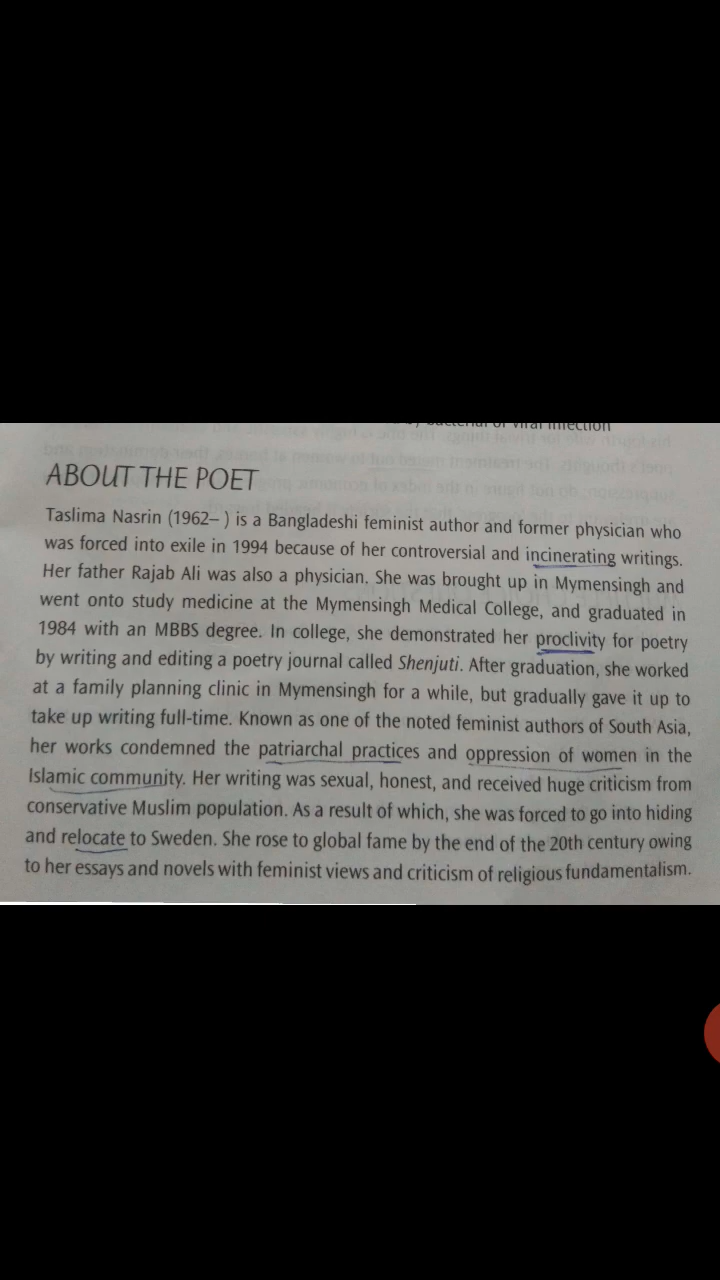 bacterial or viral infection
ABOUT THE POET
Taslima Nasrin (1962– ) is a Bangladeshi feminist author and former physician who
was forced into exile in 1994 because of her controversial and incinerating writings.
Her father Rajab Ali was also a physician. She was brought up in Mymensingh and
went onto study medicine at the Mymensingh Medical College, and graduated in
1984 with an MBBS degree. In college, she demonstrated her proclivity for poetry
by writing and editing a poetry journal called Shenjuti. After graduation, she worked
at a family planning clinic in Mymensingh for a while, but gradually gave it up to
take up writing full-time. Known as one of the noted feminist authors of South Asia,
her works condemned the patriarchal practices and oppression of women in the
Islamic community. Her writing was sexual, honest, and received huge criticism from
conservative Muslim population. As a result of which, she was forced to go into hiding
and relocate to Sweden. She rose to global fame by the end of the 20th century owing
to her essays and novels with feminist views and criticism of religious fundamentalism.